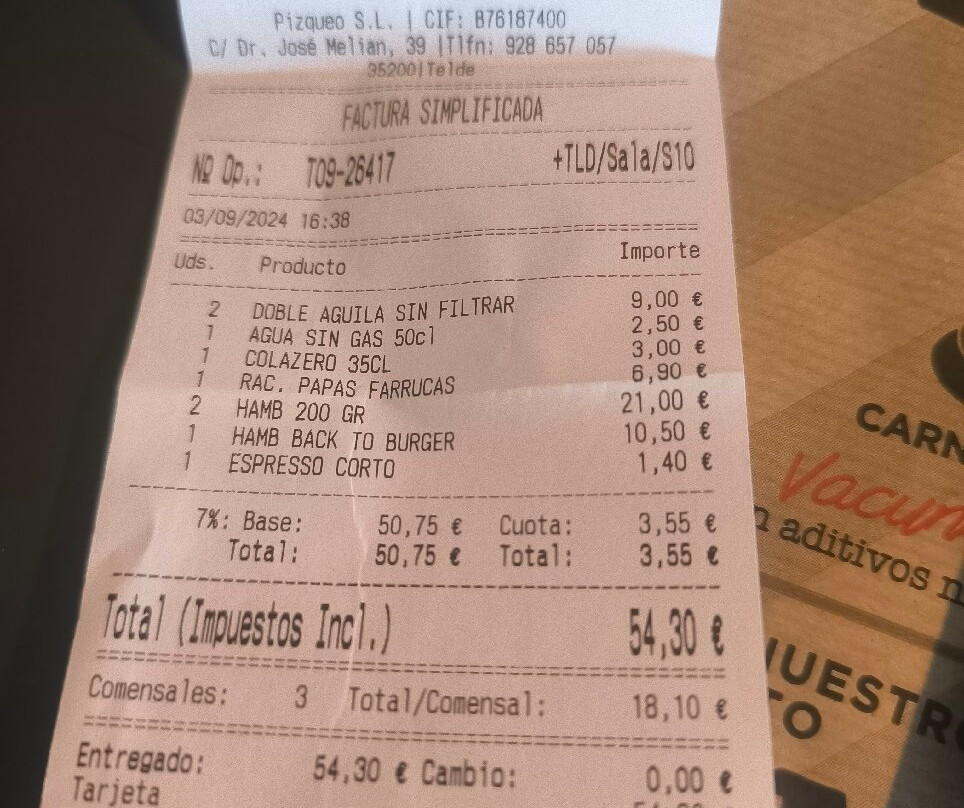 Pizqueo S.L. | CIF: B76187400
C/ Dr. José Melian, 39 |Tlfn: 928 657 057
35200|Telde
FACTURA SIMPLIFICADA
Nº Op.: T09-26417 +TLD/Sala/S10
03/09/2024 16:38
Uds. Producto Importe
2 DOBLE AGUILA SIN FILTRAR 9,00 €
1 AGUA SIN GAS 50cl 2,50 €
1 COLAZERO 35CL 3,00 €
1 RAC. PAPAS FARRUCAS 6,90 €
2 HAMB 200 GR 21,00 €
1 HAMB BACK TO BURGER 10,50 €
1 ESPRESSO CORTO 1,40 €
7%: Base: 50,75 € Cuota: 3,55 €
Total: 50,75 € Total: 3,55 €
Total (Impuestos Incl.) 54,30 €
Comensales: 3 Total/Comensal: 18,10 €
Entregado: 54,30 € Cambio: 0,00 €
Tarjeta
CARN
Vacun
n aditivos n
NUESTRO
TO